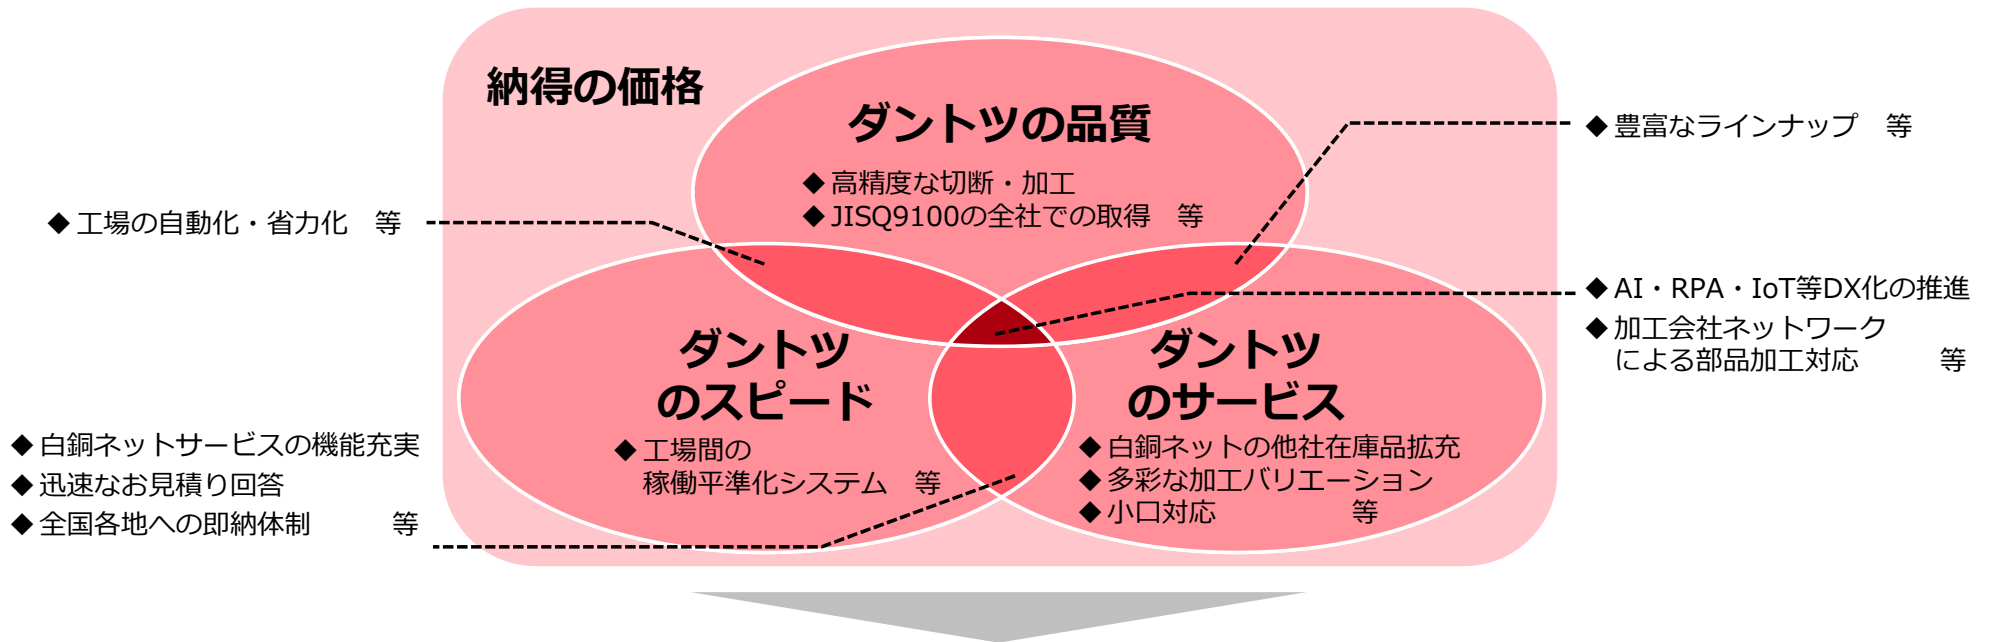 納得の価格
ダントツの品質
◆高精度な切断・加工
◆JISQ9100の全社での取得　等
◆豊富なラインナップ　等
◆工場の自動化・省力化　等
◆AI・RPA・IoT等DX化の推進
◆加工会社ネットワーク
による部品加工対応　　　等
ダントツ
のスピード
◆工場間の
稼働平準化システム　等
ダントツ
のサービス
◆白銅ネットの他社在庫品拡充
◆多彩な加工バリエーション
◆小口対応　　　　　等
◆白銅ネットサービスの機能充実
◆迅速なお見積り回答
◆全国各地への即納体制　　　等